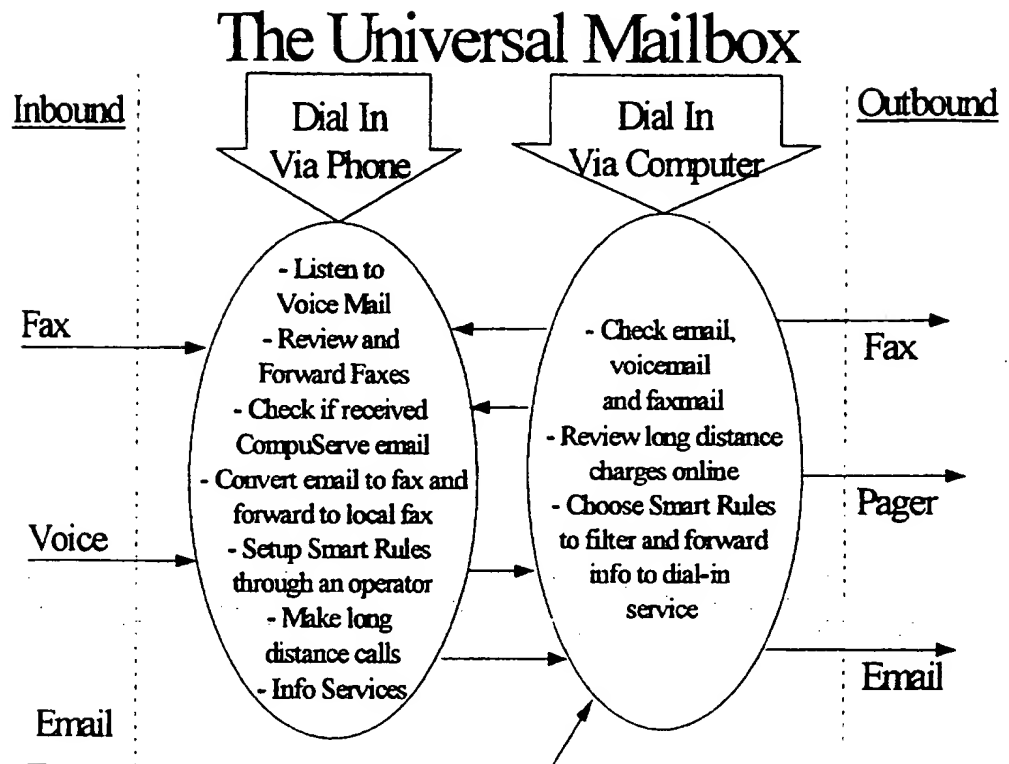 The Universal Mailbox
Inbound
Dial In
Via Phone
Dial In
Via Computer
Outbound
Fax
Voice
Email
- Listen to
Voice Mail
- Review and
Forward Faxes
- Check if received
CompuServe email
- Convert email to fax and
forward to local fax
- Setup Smart Rules
through an operator
- Make long
distance calls
- Info Services
- Check email,
voicemail
and faxmail
- Review long distance
charges online
- Choose Smart Rules
to filter and forward
info to dial-in
service
Fax
Pager
Email